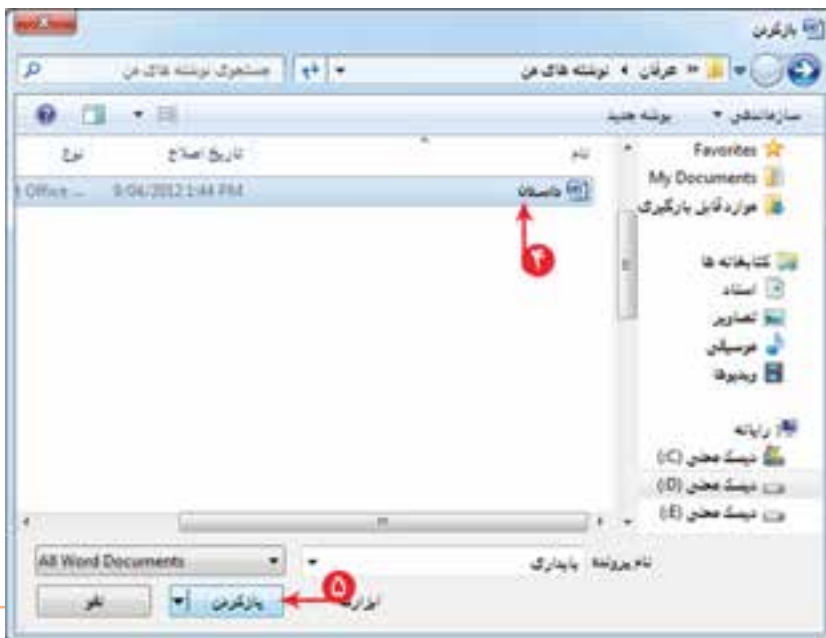 بازکردن
عرفان ◂ نوشته های من
جستجوی نوشته های من
سازماندهی
پوشه جدید
نام
تاریخ اصلاح
نوع
داستان
9/04/2012 1:44 PM
Office ...
۴
Favorites
My Documents
موارد قابل بارگیری
کتابخانه ها
اسناد
تصاویر
موسیقی
ویدیوها
رایانه
دیسک محلی (C:)
دیسک محلی (D:)
دیسک محلی (E:)
نام پرونده
پایداری
All Word Documents
۵
بازکردن
لغو